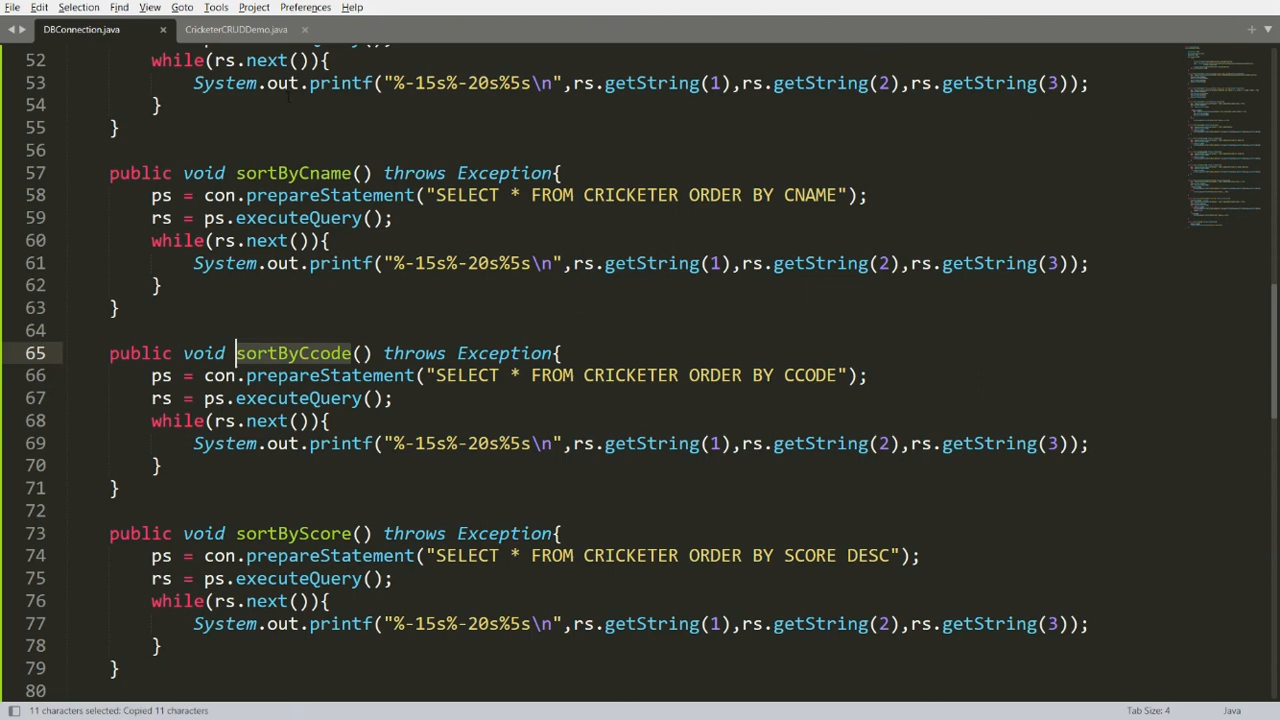 File Edit Selection Find View Goto Tools Project Preferences Help
DBConnection.java × CricketerCRUDDemo.java ×
52 while(rs.next()){
53 System.out.printf("%-15s%-20s%5s\n",rs.getString(1),rs.getString(2),rs.getString(3));
54 }
55 }
56
57 public void sortByCname() throws Exception{
58 ps = con.prepareStatement("SELECT * FROM CRICKETER ORDER BY CNAME");
59 rs = ps.executeQuery();
60 while(rs.next()){
61 System.out.printf("%-15s%-20s%5s\n",rs.getString(1),rs.getString(2),rs.getString(3));
62 }
63 }
64
65 public void sortByCcode() throws Exception{
66 ps = con.prepareStatement("SELECT * FROM CRICKETER ORDER BY CCODE");
67 rs = ps.executeQuery();
68 while(rs.next()){
69 System.out.printf("%-15s%-20s%5s\n",rs.getString(1),rs.getString(2),rs.getString(3));
70 }
71 }
72
73 public void sortByScore() throws Exception{
74 ps = con.prepareStatement("SELECT * FROM CRICKETER ORDER BY SCORE DESC");
75 rs = ps.executeQuery();
76 while(rs.next()){
77 System.out.printf("%-15s%-20s%5s\n",rs.getString(1),rs.getString(2),rs.getString(3));
78 }
79 }
80
11 characters selected: Copied 11 characters Tab Size: 4 Java